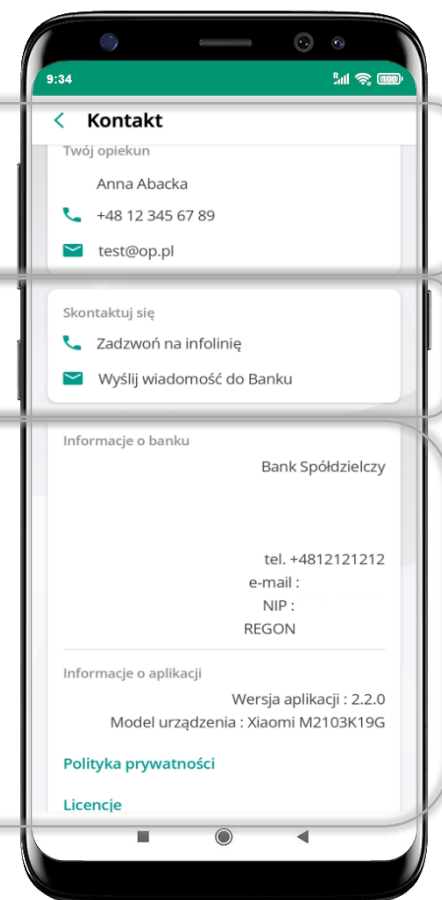 9:34
Kontakt
Twój opiekun
Anna Abacka
+48 12 345 67 89
test@op.pl
Skontaktuj się
Zadzwoń na infolinię
Wyślij wiadomość do Banku
Informacje o banku
Bank Spółdzielczy
tel. +4812121212
e-mail :
NIP :
REGON
Informacje o aplikacji
Wersja aplikacji : 2.2.0
Model urządzenia : Xiaomi M2103K19G
Polityka prywatności
Licencje